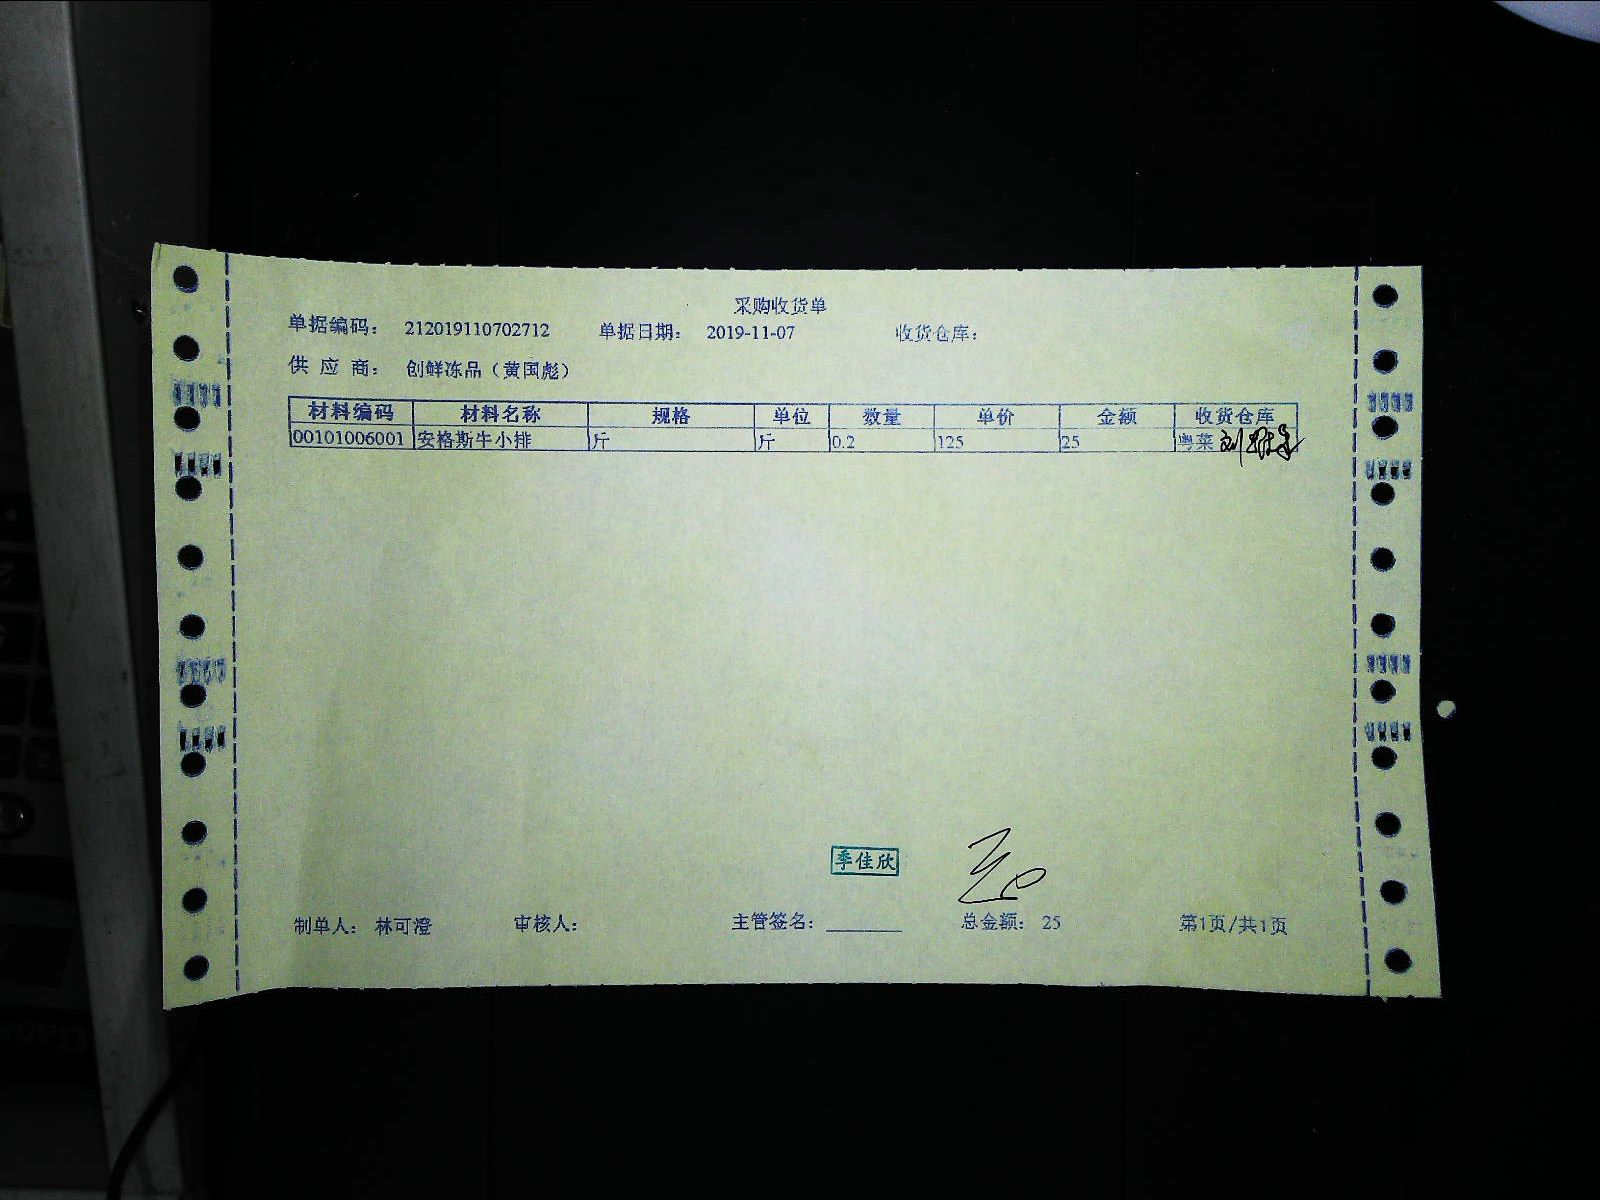 采购收货单
单据编码： 212019110702712 单据日期： 2019-11-07 收货仓库：
供 应 商： 创鲜冻品（黄国彪）
材料编码 材料名称 规格 单位 数量 单价 金额 收货仓库
00101006001 安格斯牛小排 斤 斤 0.2 125 25 粤菜
季佳欣
制单人： 林可澄 审核人： 主管签名： 总金额： 25 第1页/共1页